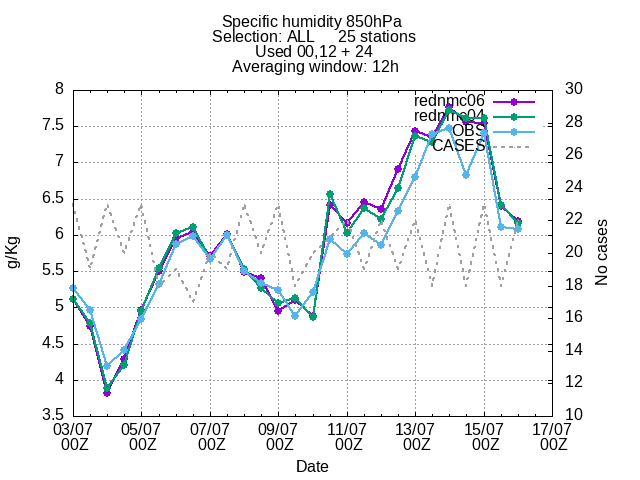 Specific humidity 850hPa
Selection: ALL 25 stations
Used 00,12 + 24
Averaging window: 12h
8
7.5
7
6.5
6
5.5
5
4.5
4
3.5
g/Kg
30
28
26
24
22
20
18
16
14
12
10
No cases
rednmc06
rednmc04
OBS
CASES
03/07 05/07 07/07 09/07 11/07 13/07 15/07 17/07
00Z 00Z 00Z 00Z 00Z 00Z 00Z 00Z
Date